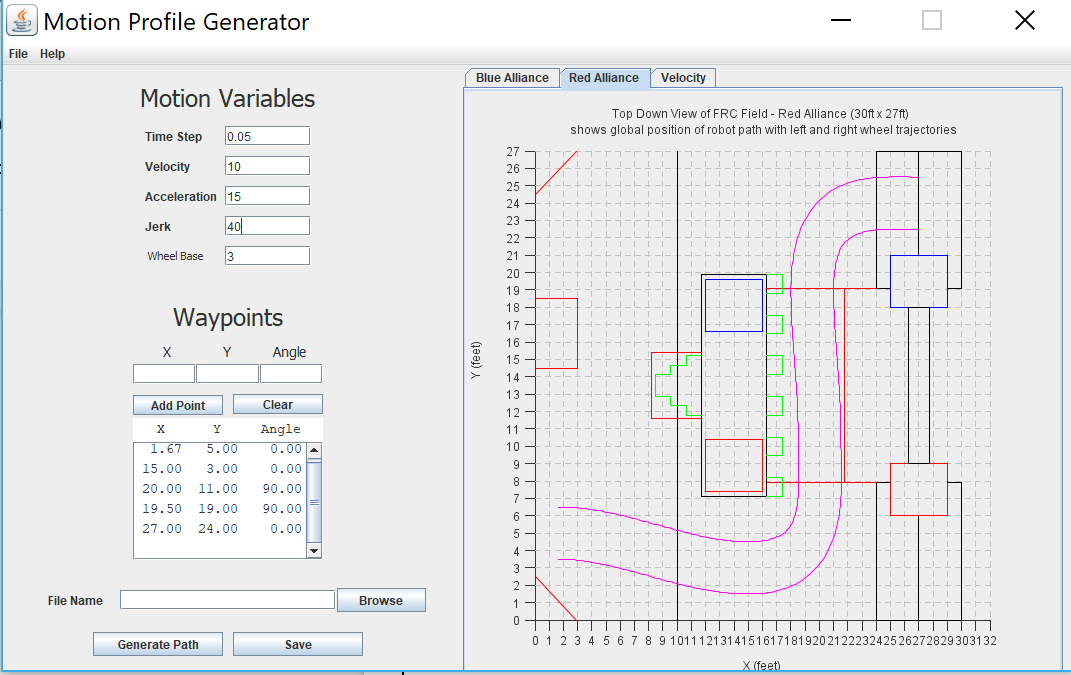 Motion Profile Generator
File Help
Motion Variables
Time Step 0.05
Velocity 10
Acceleration 15
Jerk 40
Wheel Base 3
Waypoints
X Y Angle
Add Point Clear
X Y Angle
1.67 5.00 0.00
15.00 3.00 0.00
20.00 11.00 90.00
19.50 19.00 90.00
27.00 24.00 0.00
File Name Browse
Generate Path Save
Blue Alliance Red Alliance Velocity
Top Down View of FRC Field - Red Alliance (30ft x 27ft)
shows global position of robot path with left and right wheel trajectories
Y (feet)
27
26
25
24
23
22
21
20
19
18
17
16
15
14
13
12
11
10
9
8
7
6
5
4
3
2
1
0
0 1 2 3 4 5 6 7 8 9 10 11 12 13 14 15 16 17 18 19 20 21 22 23 24 25 26 27 28 29 30 31 32
X (feet)